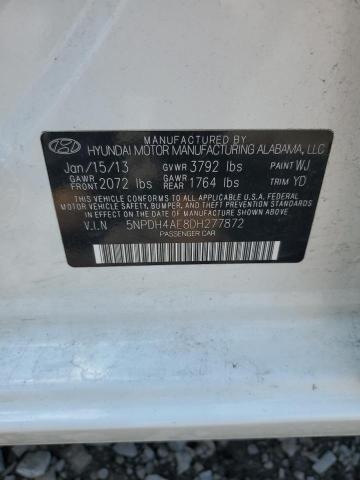 MANUFACTURED BY
HYUNDAI MOTOR MANUFACTURING ALABAMA, LLC
Jan/15/13 GVWR 3792 lbs PAINT WJ
GAWR FRONT 2072 lbs GAWR REAR 1764 lbs TRIM YD
THIS VEHICLE CONFORMS TO ALL APPLICABLE U.S.A. FEDERAL
MOTOR VEHICLE SAFETY, BUMPER, AND THEFT PREVENTION
STANDARDS IN EFFECT ON THE DATE OF MANUFACTURE SHOWN ABOVE.
V.I.N 5NPDH4AE8DH277872
PASSENGER CAR